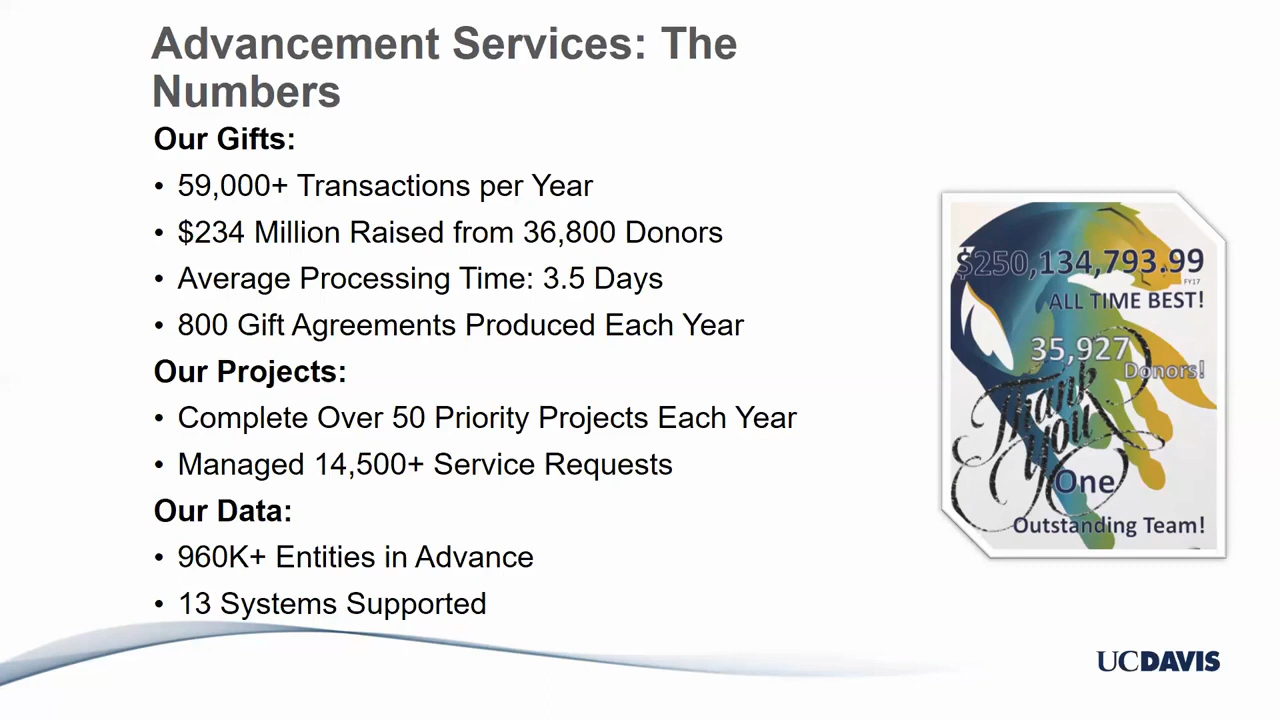 Advancement Services: The
Numbers
Our Gifts:
• 59,000+ Transactions per Year
• $234 Million Raised from 36,800 Donors
• Average Processing Time: 3.5 Days
• 800 Gift Agreements Produced Each Year
Our Projects:
• Complete Over 50 Priority Projects Each Year
• Managed 14,500+ Service Requests
Our Data:
• 960K+ Entities in Advance
• 13 Systems Supported
$250,134,793.99
FY17
ALL TIME BEST!
35,927
Donors!
Thank
you
One
Outstanding Team!
UCDAVIS